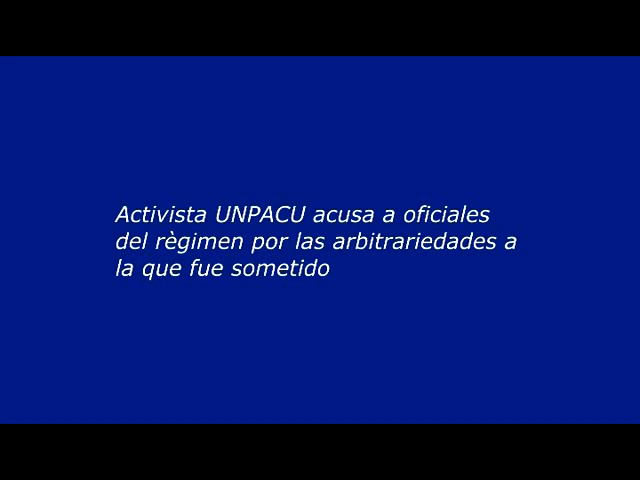 Activista UNPACU acusa a oficiales
del règimen por las arbitrariedades a
la que fue sometido